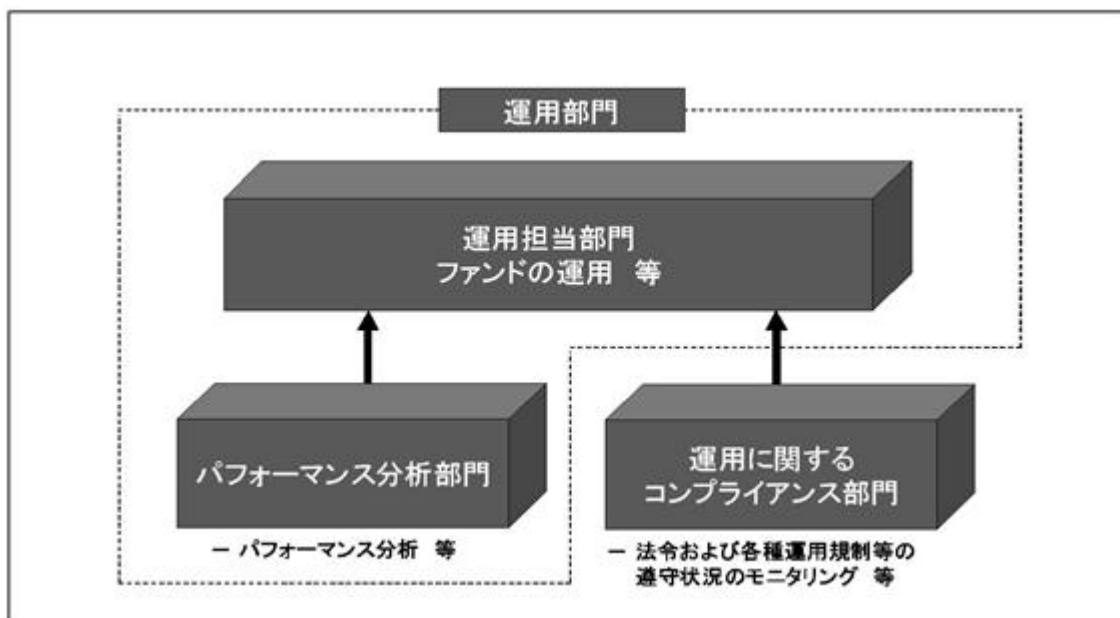 運用部門
運用担当部門
ファンドの運用 等
パフォーマンス分析部門
－ パフォーマンス分析 等
運用に関する
コンプライアンス部門
－ 法令および各種運用規制等の
遵守状況のモニタリング 等